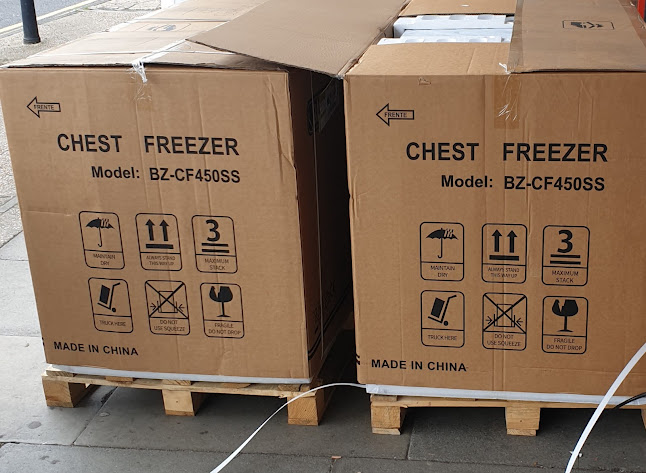 FRENTE
CHEST FREEZER
Model: BZ-CF450SS
MAINTAIN
DRY
ALWAYS STAND
THIS WAY UP
3
MAXIMUM
STACK
TRUCK HERE
DO NOT
USE SQUEEZE
FRAGILE
DO NOT DROP
MADE IN CHINA
FRENTE
CHEST FREEZER
Model: BZ-CF450SS
MAINTAIN
DRY
ALWAYS STAND
THIS WAY UP
3
MAXIMUM
STACK
TRUCK HERE
DO NOT
USE SQUEEZE
FRAGILE
DO NOT DROP
MADE IN CHINA